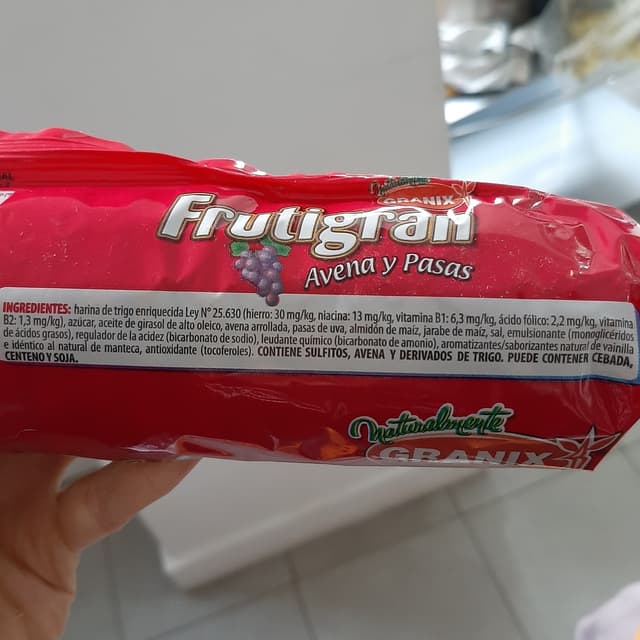 Naturalmente
GRANIX
Frutigran
Avena y Pasas
INGREDIENTES: harina de trigo enriquecida Ley N° 25.630 (hierro: 30 mg/kg, niacina: 13 mg/kg, vitamina B1: 6,3 mg/kg, ácido fólico: 2,2 mg/kg, vitamina
B2: 1,3 mg/kg), azúcar, aceite de girasol de alto oleico, avena arrollada, pasas de uva, almidón de maíz, jarabe de maíz, sal, emulsionante (monoglicéridos
de ácidos grasos), regulador de la acidez (bicarbonato de sodio), leudante químico (bicarbonato de amonio), aromatizantes/saborizantes natural de vainilla
e idéntico al natural de manteca, antioxidante (tocoferoles). CONTIENE SULFITOS, AVENA Y DERIVADOS DE TRIGO. PUEDE CONTENER CEBADA,
CENTENO Y SOJA.
Naturalmente
GRANIX